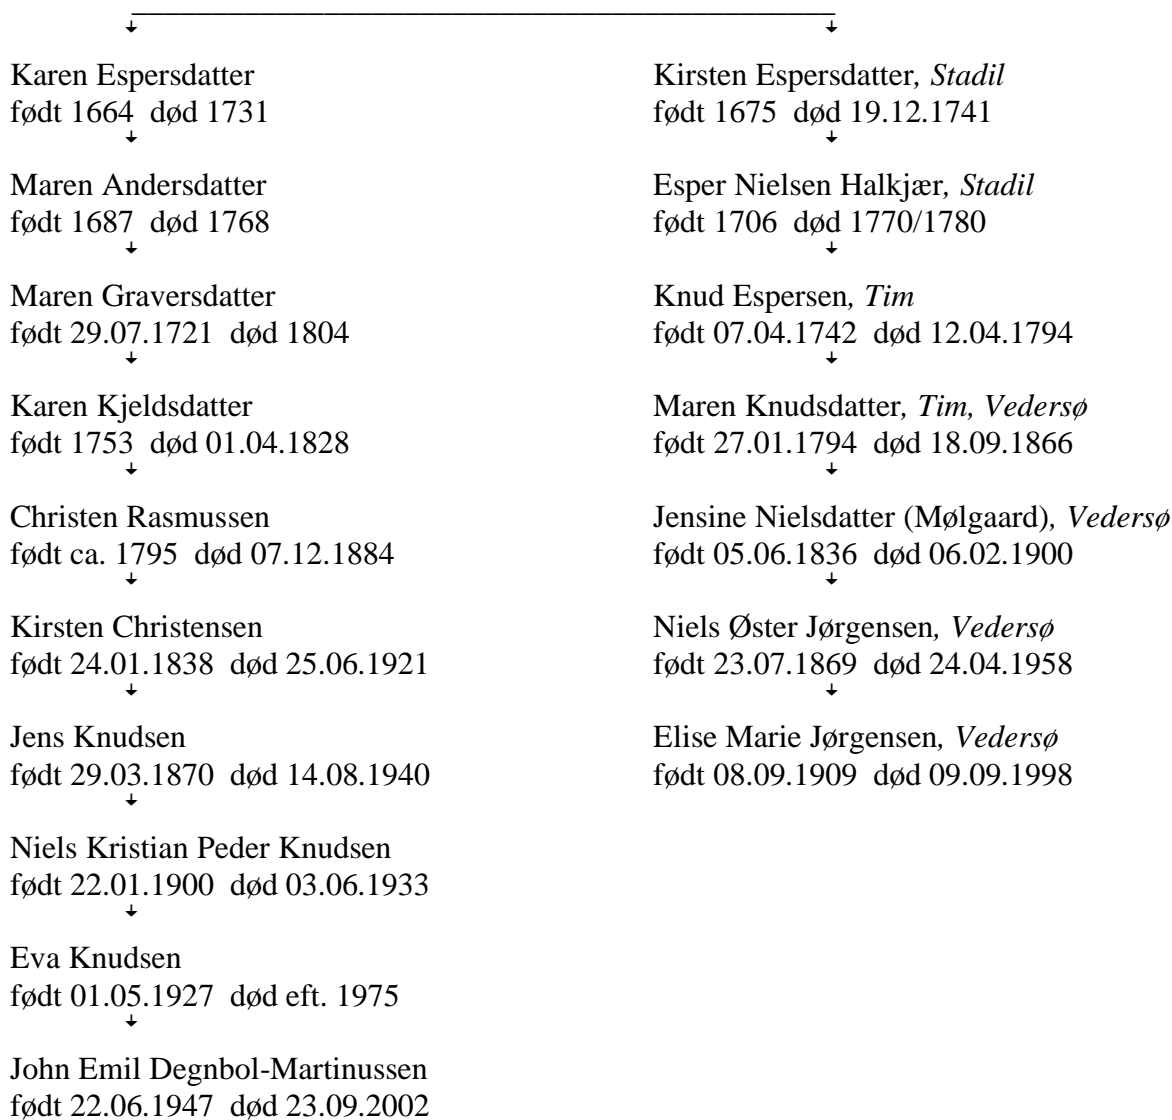 Karen Espersdatter
født 1664 død 1731
Maren Andersdatter
født 1687 død 1768
Maren Graversdatter
født 29.07.1721 død 1804
Karen Kjeldsdatter
født 1753 død 01.04.1828
Christen Rasmussen
født ca. 1795 død 07.12.1884
Kirsten Christensen
født 24.01.1838 død 25.06.1921
Jens Knudsen
født 29.03.1870 død 14.08.1940
Niels Kristian Peder Knudsen
født 22.01.1900 død 03.06.1933
Eva Knudsen
født 01.05.1927 død eft. 1975
John Emil Degnbol-Martinussen
født 22.06.1947 død 23.09.2002
Kirsten Espersdatter, Stadil
født 1675 død 19.12.1741
Esper Nielsen Halkjær, Stadil
født 1706 død 1770/1780
Knud Espersen, Tim
født 07.04.1742 død 12.04.1794
Maren Knudsdatter, Tim, Vedersø
født 27.01.1794 død 18.09.1866
Jensine Nielsdatter (Mølgaard), Vedersø
født 05.06.1836 død 06.02.1900
Niels Øster Jørgensen, Vedersø
født 23.07.1869 død 24.04.1958
Elise Marie Jørgensen, Vedersø
født 08.09.1909 død 09.09.1998